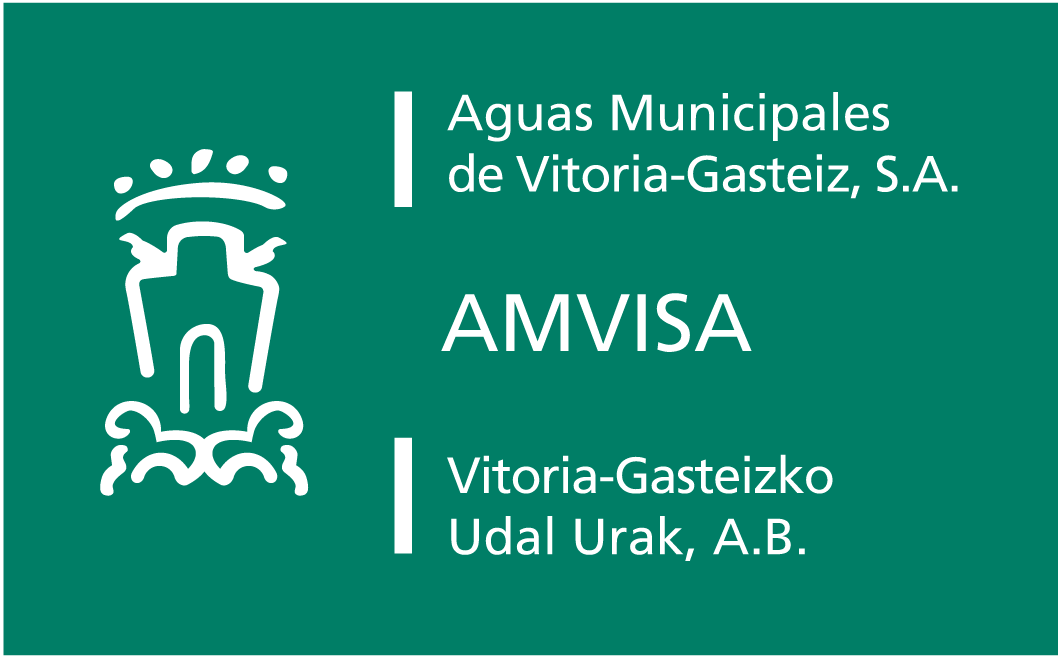 Aguas Municipales
de Vitoria-Gasteiz, S.A.
AMVISA
Vitoria-Gasteizko
Udal Urak, A.B.